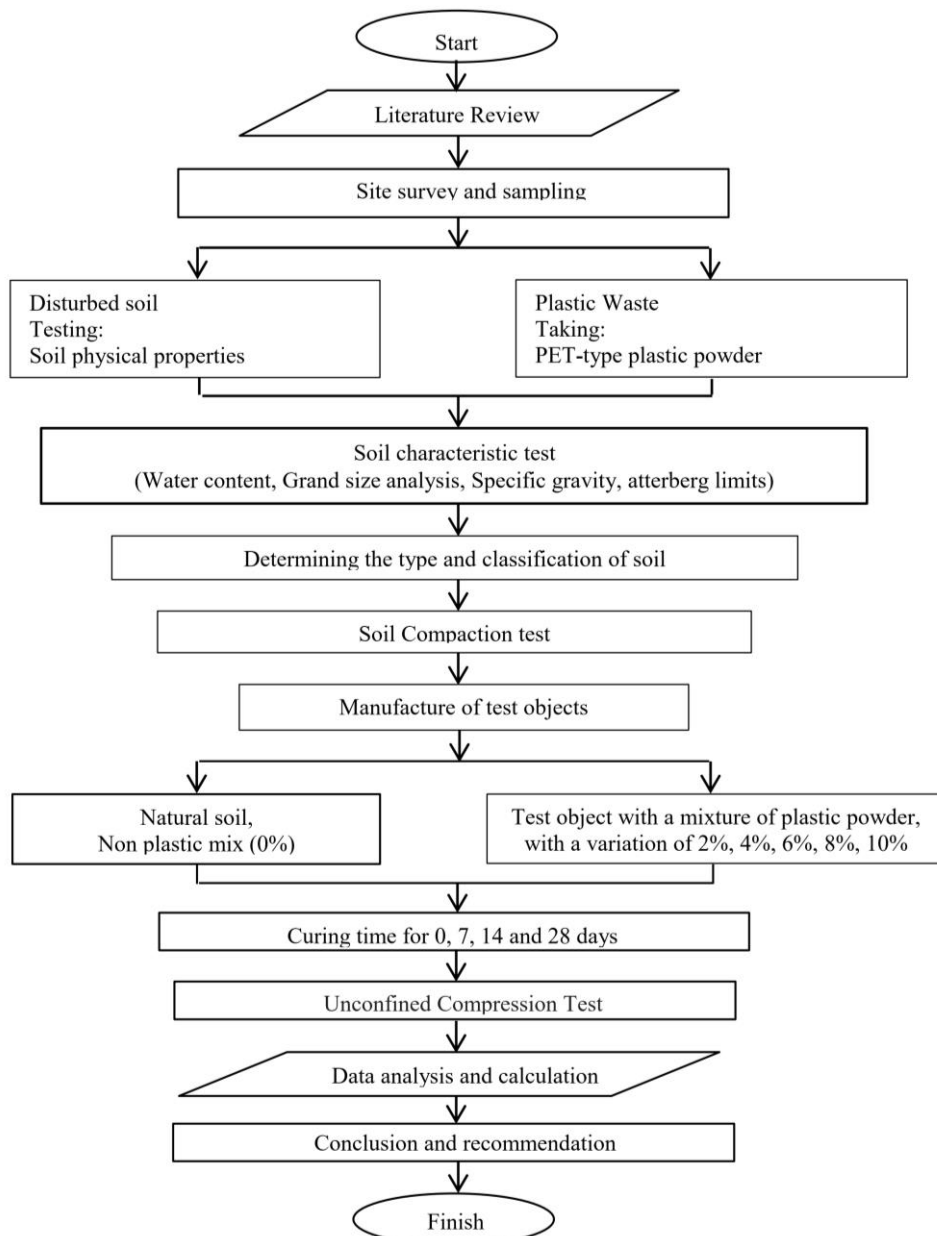 Start
Literature Review
Site survey and sampling
Disturbed soil
Testing:
Soil physical properties
Plastic Waste
Taking:
PET-type plastic powder
Soil characteristic test
(Water content, Grand size analysis, Specific gravity, atterberg limits)
Determining the type and classification of soil
Soil Compaction test
Manufacture of test objects
Natural soil,
Non plastic mix (0%)
Test object with a mixture of plastic powder,
with a variation of 2%, 4%, 6%, 8%, 10%
Curing time for 0, 7, 14 and 28 days
Unconfined Compression Test
Data analysis and calculation
Conclusion and recommendation
Finish